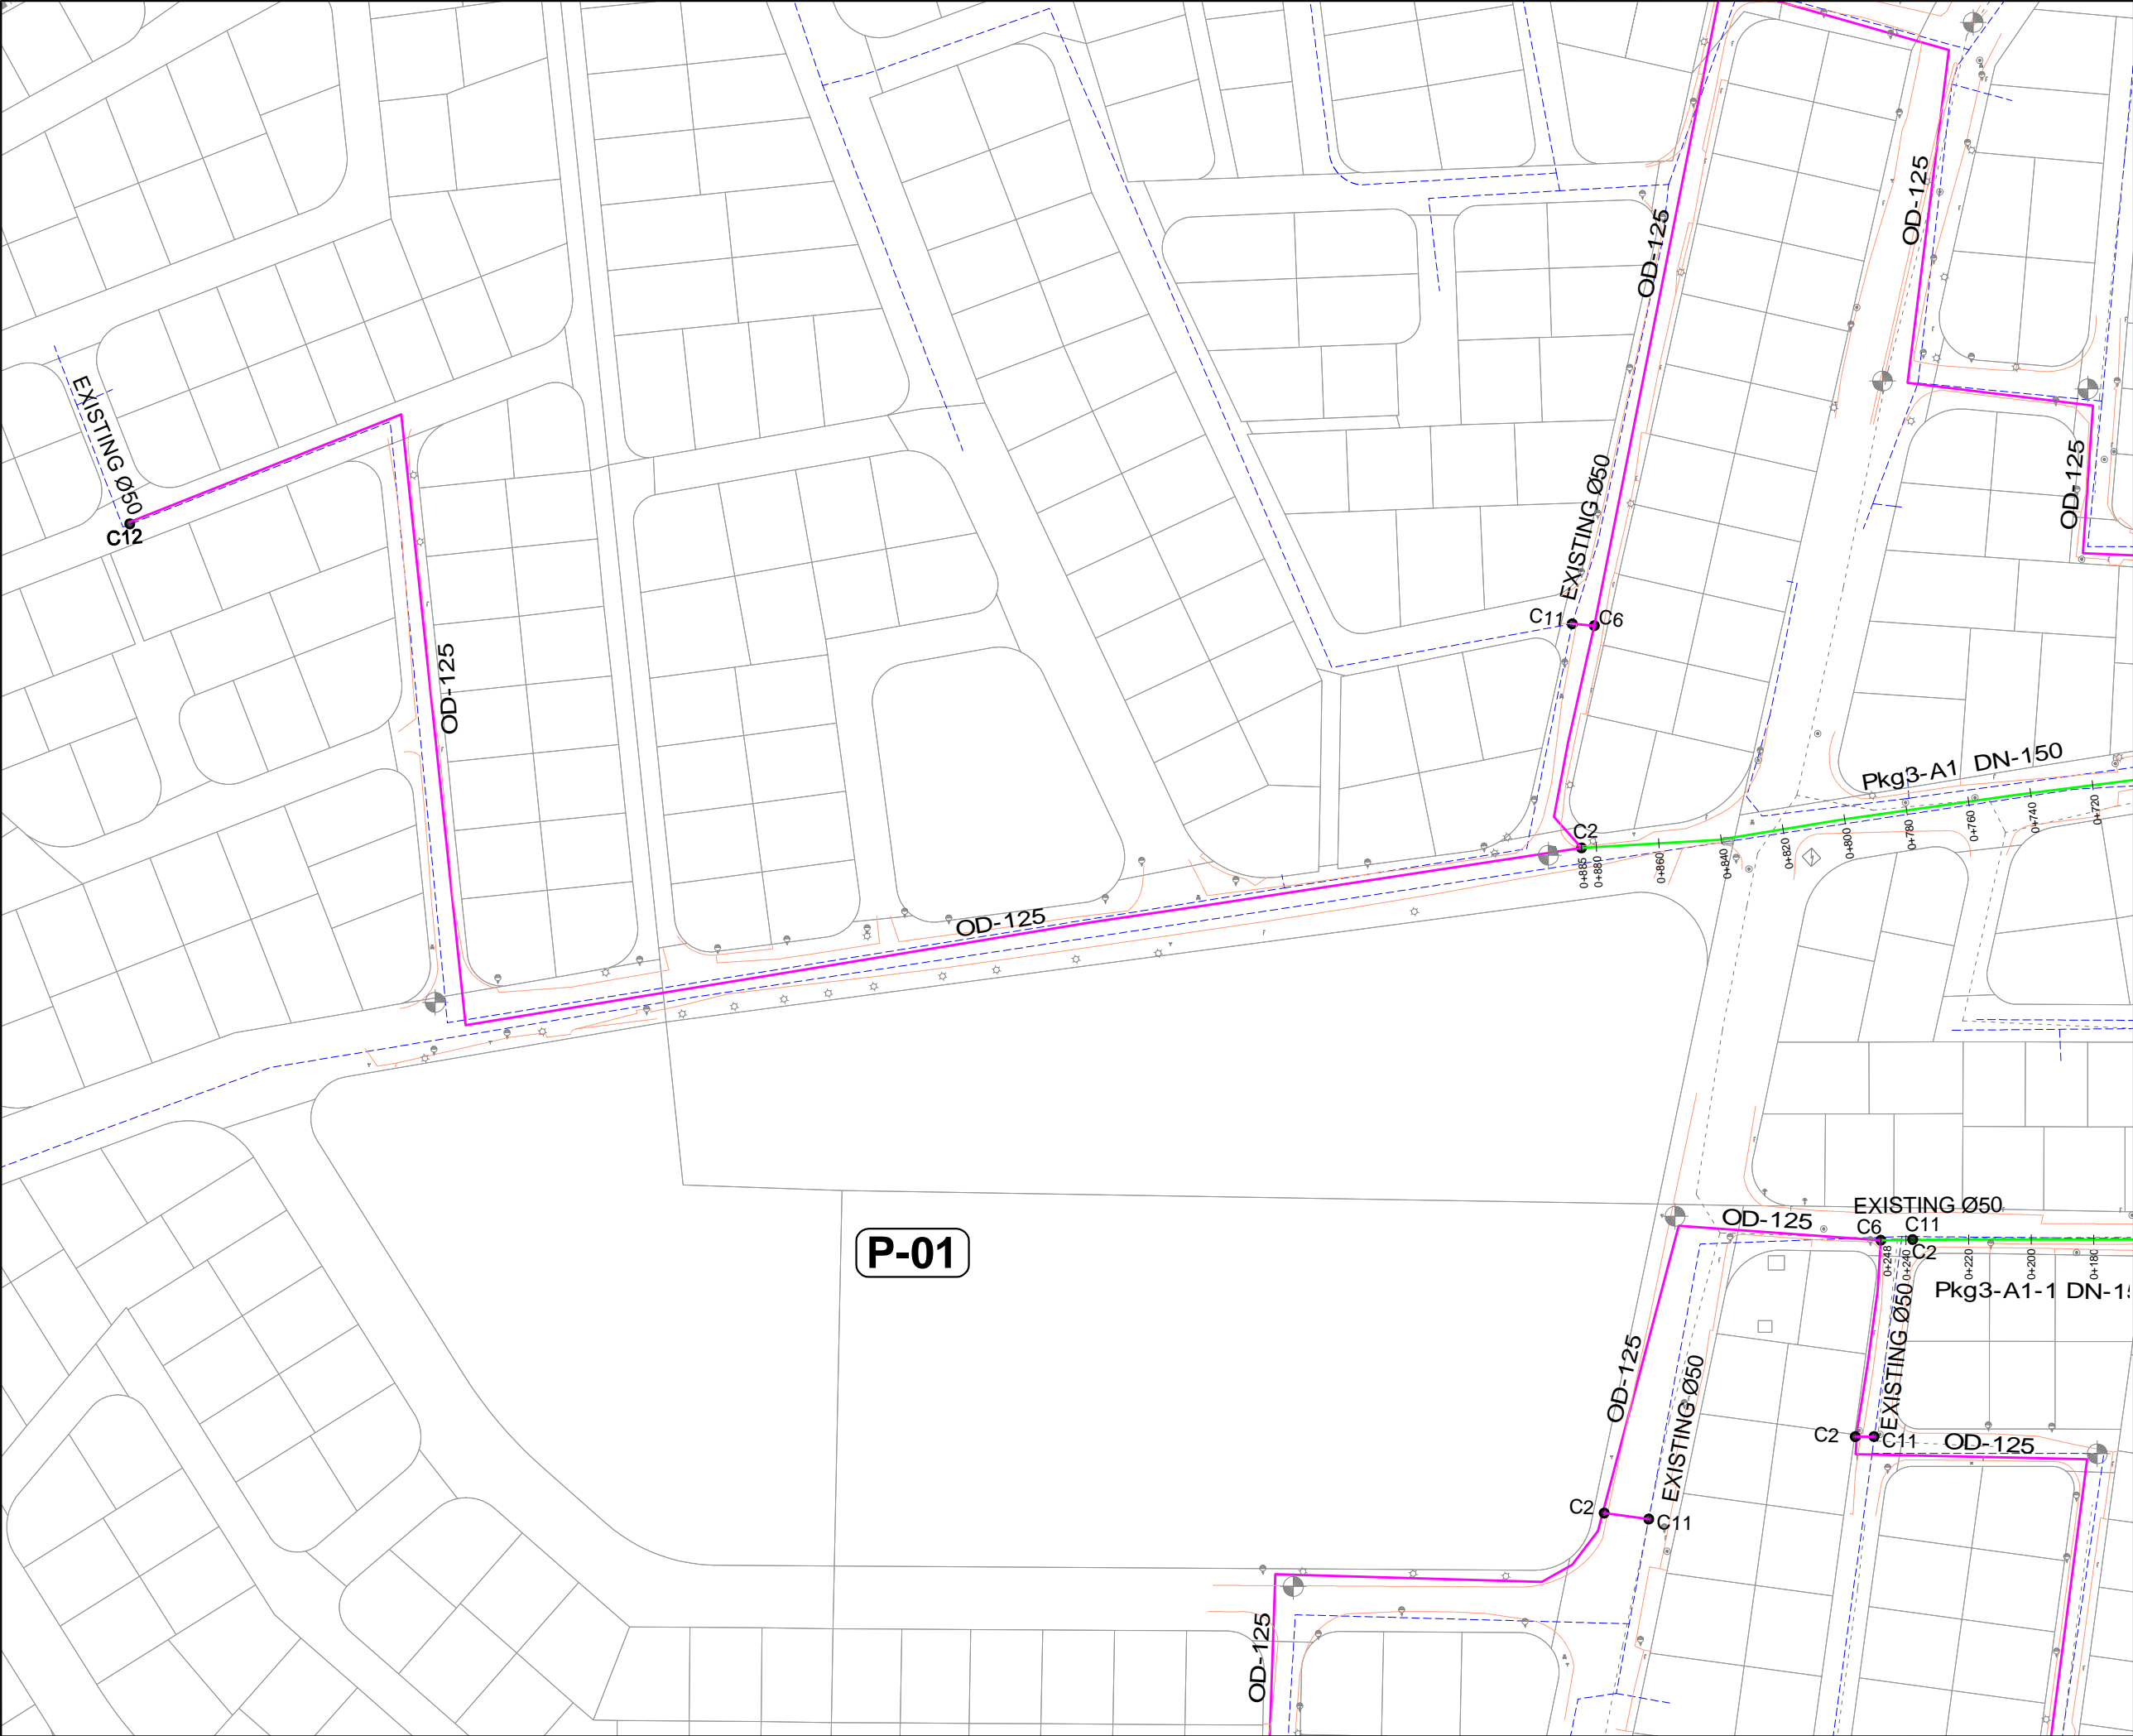 OD-125
OD-125
OD-125
EXISTING Ø50
C12
EXISTING Ø50
C11
C6
OD-125
Pkg3-A1 DN-150
C2
0+885
0+880
0+860
0+840
0+820
0+800
0+780
0+760
0+740
0+720
OD-125
P-01
EXISTING Ø50
OD-125
C6
C11
C2
0+248
0+240
0+220
0+200
0+180
Pkg3-A1-1 DN-15
EXISTING Ø50
OD-125
EXISTING Ø50
C2
C11
OD-125
C2
C11
OD-125